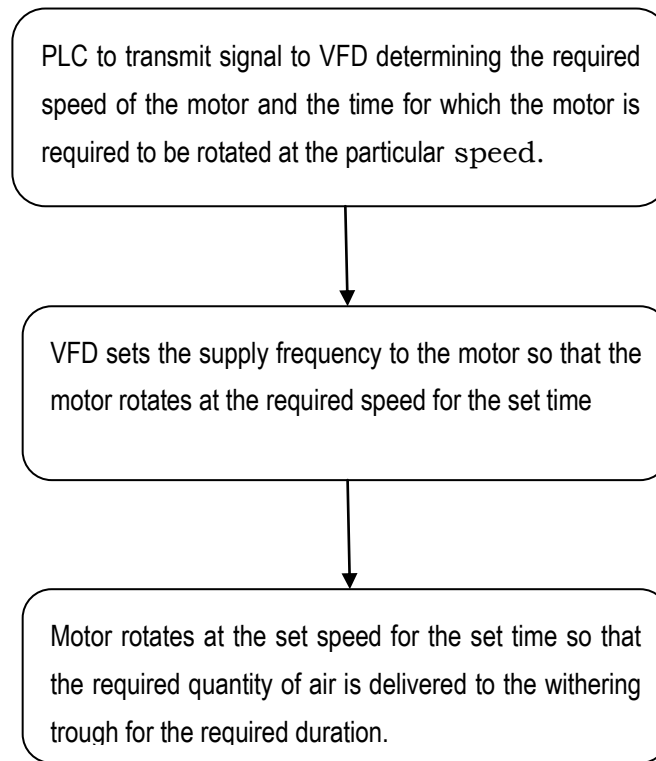 PLC to transmit signal to VFD determining the required
speed of the motor and the time for which the motor is
required to be rotated at the particular speed.
VFD sets the supply frequency to the motor so that the
motor rotates at the required speed for the set time
Motor rotates at the set speed for the set time so that
the required quantity of air is delivered to the withering
trough for the required duration.